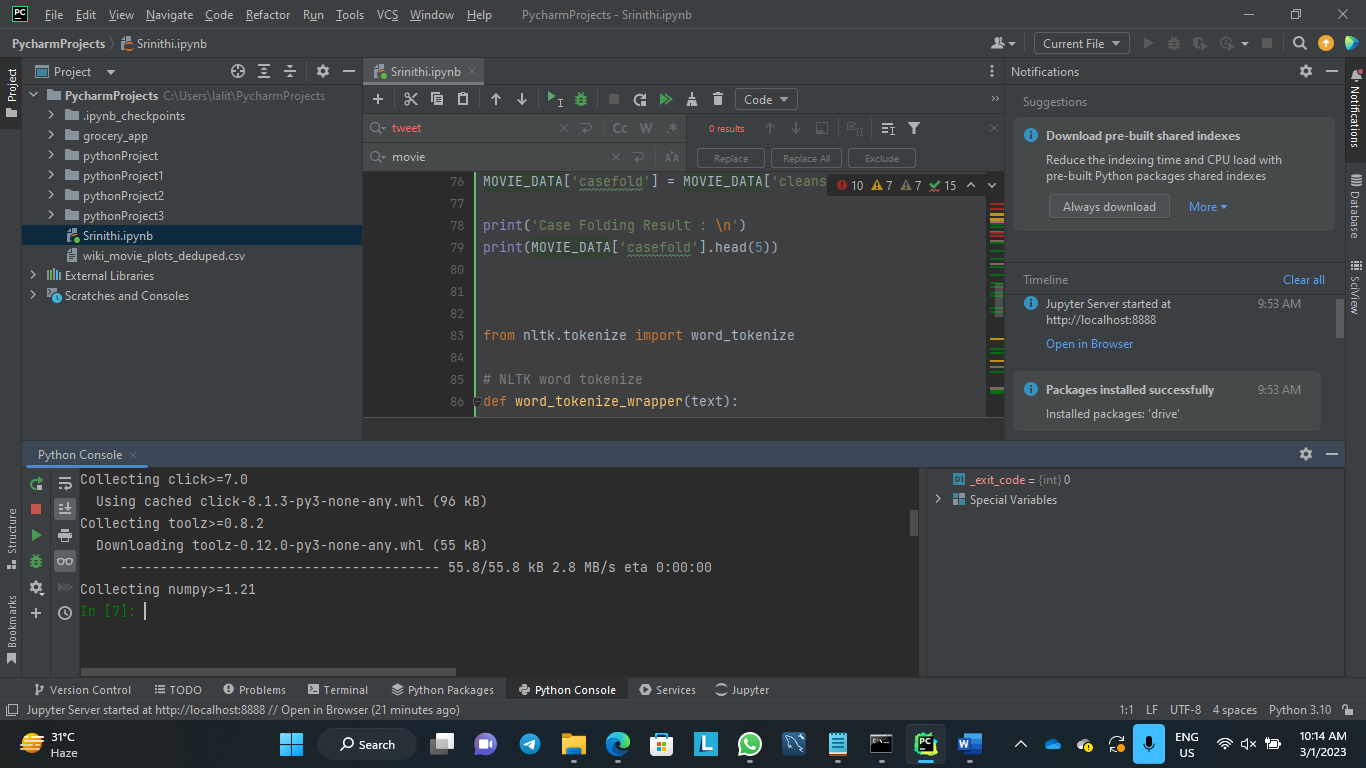 PC File Edit View Navigate Code Refactor Run Tools VCS Window Help PycharmProjects - Srinithi.ipynb
PycharmProjects Srinithi.ipynb Current File
Project
Project
PycharmProjects C:\Users\lalit\PycharmProjects
.ipynb_checkpoints
grocery_app
pythonProject
pythonProject1
pythonProject2
pythonProject3
Srinithi.ipynb
wiki_movie_plots_deduped.csv
External Libraries
Scratches and Consoles
Structure
Bookmarks
Srinithi.ipynb
Code
tweet Cc W .* 0 results
movie Replace Replace All Exclude
10 7 7 15
76 MOVIE_DATA['casefold'] = MOVIE_DATA['cleans
77
78 print('Case Folding Result : \n')
79 print(MOVIE_DATA['casefold'].head(5))
80
81
82
83 from nltk.tokenize import word_tokenize
84
85 # NLTK word tokenize
86 def word_tokenize_wrapper(text):
Notifications
Suggestions
Download pre-built shared indexes
Reduce the indexing time and CPU load with
pre-built Python packages shared indexes
Always download More
Timeline Clear all
Jupyter Server started at 9:53 AM
http://localhost:8888
Open in Browser
Packages installed successfully 9:53 AM
Installed packages: 'drive'
Notifications
Database
SciView
Python Console
Collecting click>=7.0
Using cached click-8.1.3-py3-none-any.whl (96 kB)
Collecting toolz>=0.8.2
Downloading toolz-0.12.0-py3-none-any.whl (55 kB)
---------------------------------------- 55.8/55.8 kB 2.8 MB/s eta 0:00:00
Collecting numpy>=1.21
In [7]:
01 _exit_code = {int} 0
Special Variables
Version Control TODO Problems Terminal Python Packages Python Console Services Jupyter
Jupyter Server started at http://localhost:8888 // Open in Browser (21 minutes ago) 1:1 LF UTF-8 4 spaces Python 3.10
31°C
Haze
Search
L
PC
W
ENG
US
10:14 AM
3/1/2023